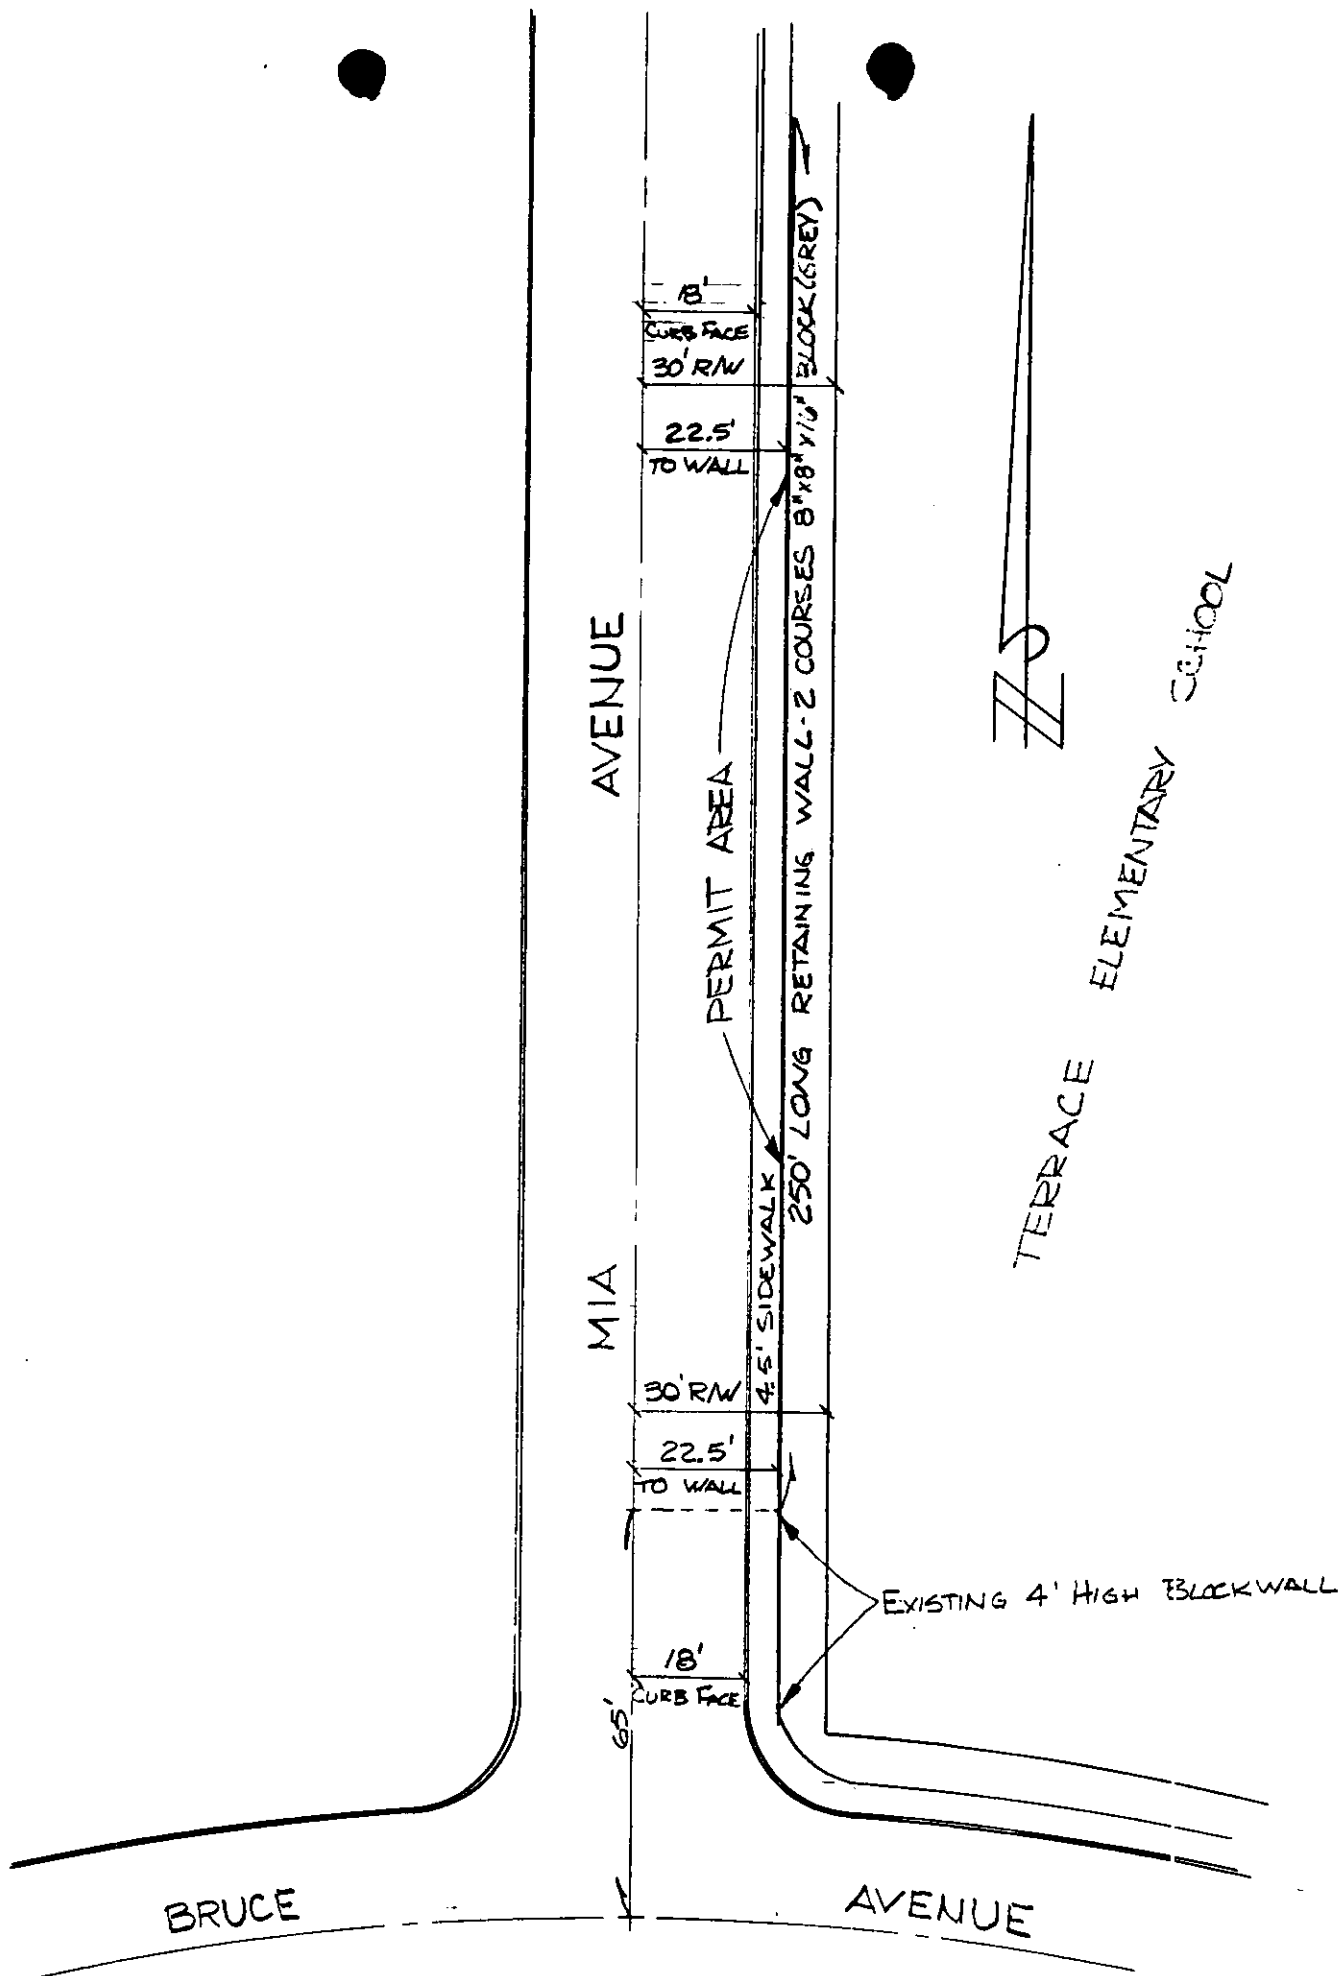 18'
CURB FACE
30' R/W
22.5'
TO WALL
250' LONG RETAINING WALL - 2 COURSES 8"x8"x16" BLOCK (GREY)
N
AVENUE
MIA
PERMIT AREA
4.5' SIDEWALK
TERRACE ELEMENTARY SCHOOL
30' R/W
22.5'
TO WALL
EXISTING 4' HIGH BLOCKWALL
18'
CURB FACE
65'
BRUCE AVENUE